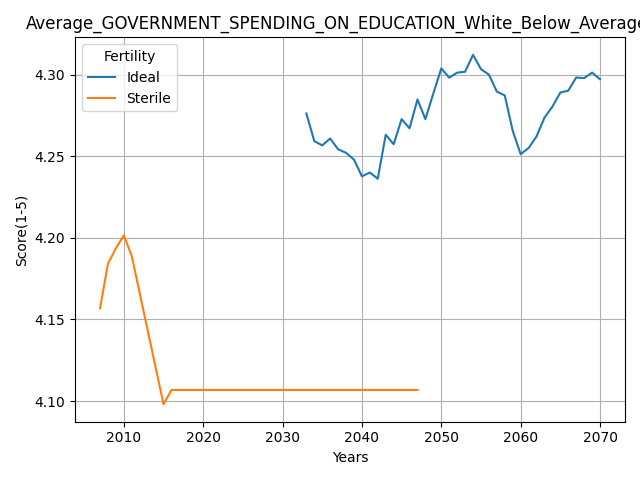 Average_GOVERNMENT_SPENDING_ON_EDUCATION_White_Below_Average
Fertility
Ideal
Sterile
4.30
4.25
4.20
4.15
4.10
Score(1-5)
2010 2020 2030 2040 2050 2060 2070
Years